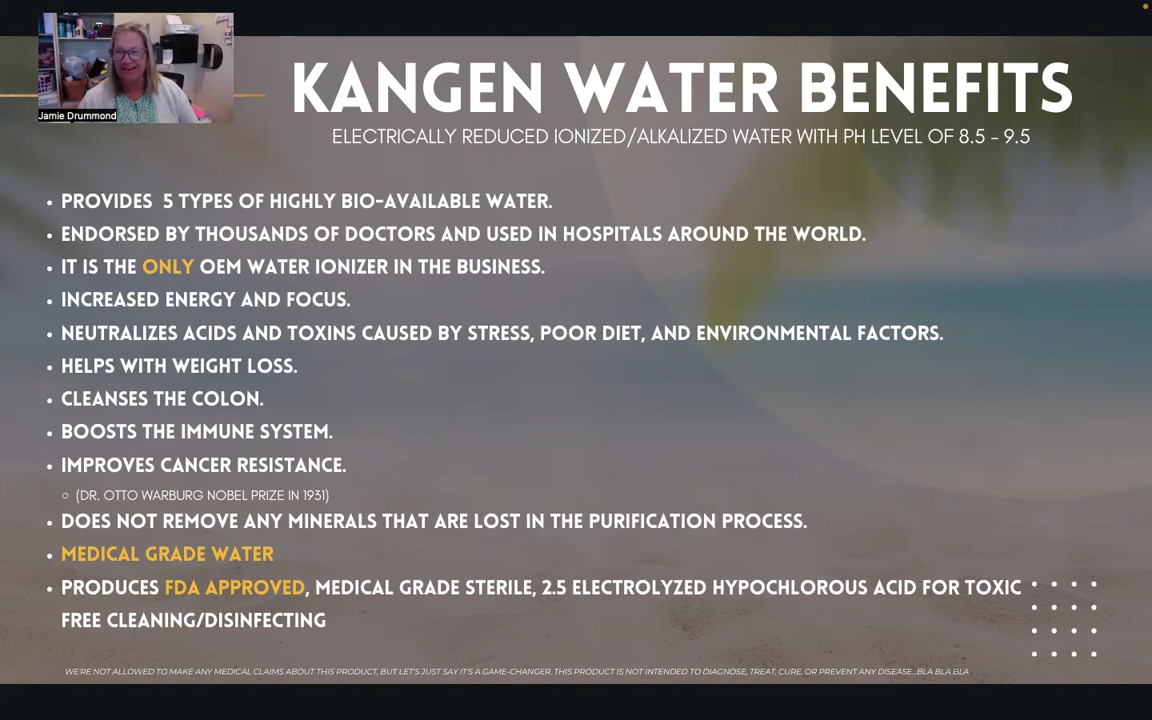 Jamie Drummond
KANGEN WATER BENEFITS
ELECTRICALLY REDUCED IONIZED/ALKALIZED WATER WITH PH LEVEL OF 8.5 - 9.5
• PROVIDES 5 TYPES OF HIGHLY BIO-AVAILABLE WATER.
• ENDORSED BY THOUSANDS OF DOCTORS AND USED IN HOSPITALS AROUND THE WORLD.
• IT IS THE ONLY OEM WATER IONIZER IN THE BUSINESS.
• INCREASED ENERGY AND FOCUS.
• NEUTRALIZES ACIDS AND TOXINS CAUSED BY STRESS, POOR DIET, AND ENVIRONMENTAL FACTORS.
• HELPS WITH WEIGHT LOSS.
• CLEANSES THE COLON.
• BOOSTS THE IMMUNE SYSTEM.
• IMPROVES CANCER RESISTANCE.
○ (DR. OTTO WARBURG NOBEL PRIZE IN 1931)
• DOES NOT REMOVE ANY MINERALS THAT ARE LOST IN THE PURIFICATION PROCESS.
• MEDICAL GRADE WATER
• PRODUCES FDA APPROVED, MEDICAL GRADE STERILE, 2.5 ELECTROLYZED HYPOCHLOROUS ACID FOR TOXIC
FREE CLEANING/DISINFECTING
WE'RE NOT ALLOWED TO MAKE ANY MEDICAL CLAIMS ABOUT THIS PRODUCT, BUT LET'S JUST SAY IT'S A GAME-CHANGER. THIS PRODUCT IS NOT INTENDED TO DIAGNOSE, TREAT, CURE, OR PREVENT ANY DISEASE...BLA BLA BLA